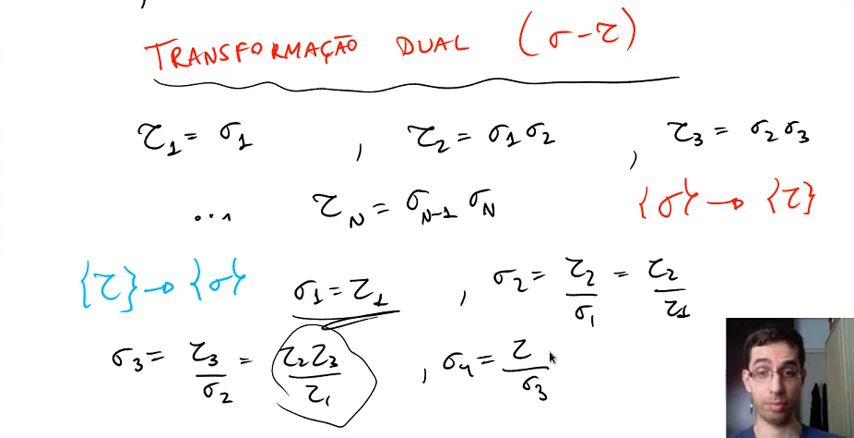 TRANSFORMAÇÃO DUAL (σ-τ)
τ₁ = σ₁ , τ₂ = σ₁σ₂ , τ₃ = σ₂σ₃
... τ_N = σ_{N-1} σ_N {σ} → {τ}
{τ} → {σ} σ₁ = τ₁ , σ₂ = τ₂/σ₁ = τ₂/τ₁
σ₃ = τ₃/σ₂ = τ₂τ₃/τ₁ , σ₄ = τ/σ₃